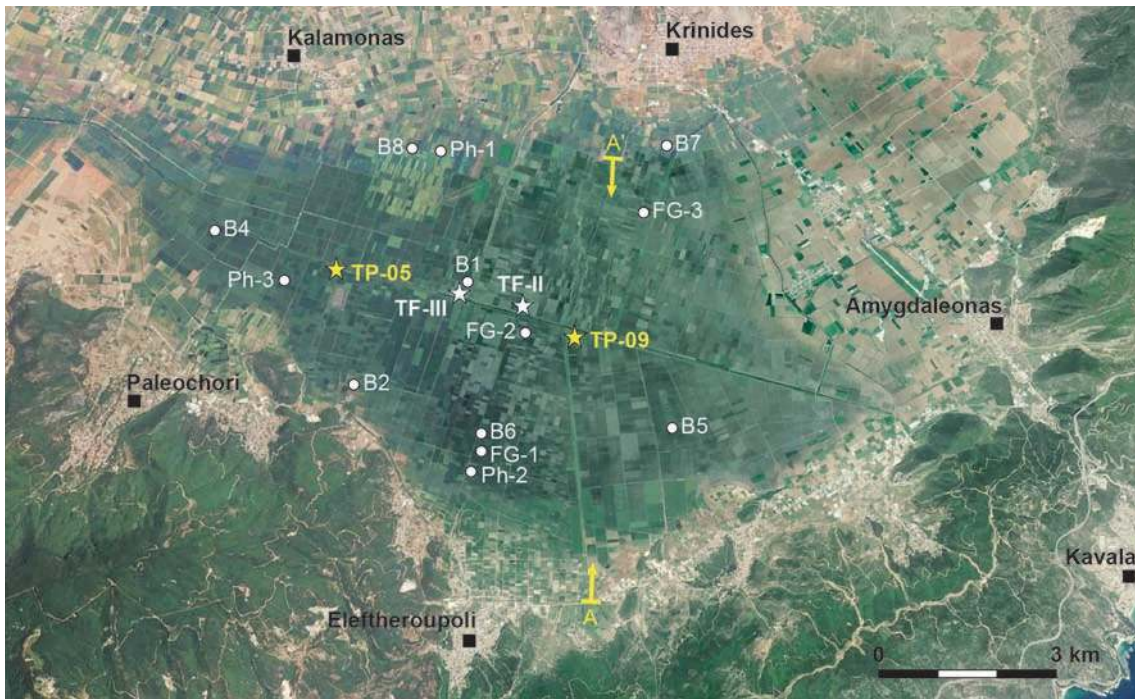 Kalamonas
Krinides
B8
Ph-1
A'
B7
FG-3
B4
Ph-3
TP-05
B1
TF-III
TF-II
FG-2
TP-09
Amygdaleonas
Paleochori
B2
B6
FG-1
Ph-2
B5
Kavala
A
Eleftheroupoli
0
3 km